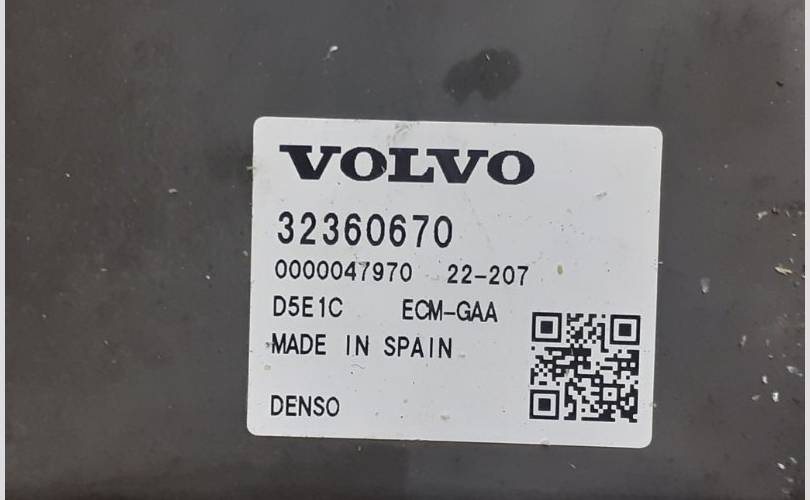 VOLVO
32360670
0000047970 22-207
D5E1C ECM-GAA
MADE IN SPAIN
DENSO